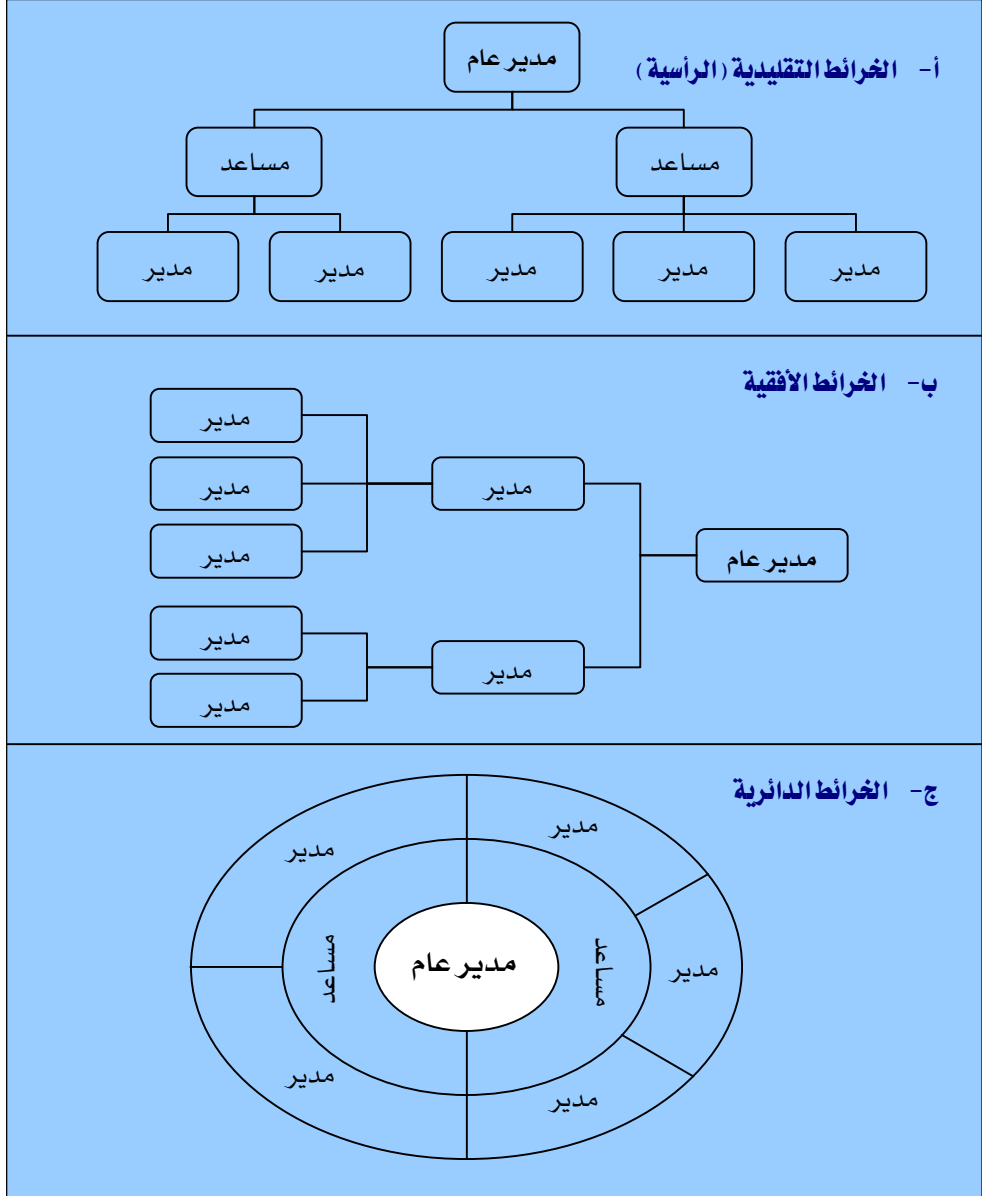 مدير عام
أ- الخرائط التقليدية (الرأسية)
مساعد
مساعد
مدير
مدير
مدير
مدير
مدير
ب- الخرائط الأفقية
مدير
مدير
مدير
مدير
مدير
مدير عام
مدير
مدير
ج- الخرائط الدائرية
مدير
مدير
مساعد
مدير عام
مساعد
مدير
مدير
مدير